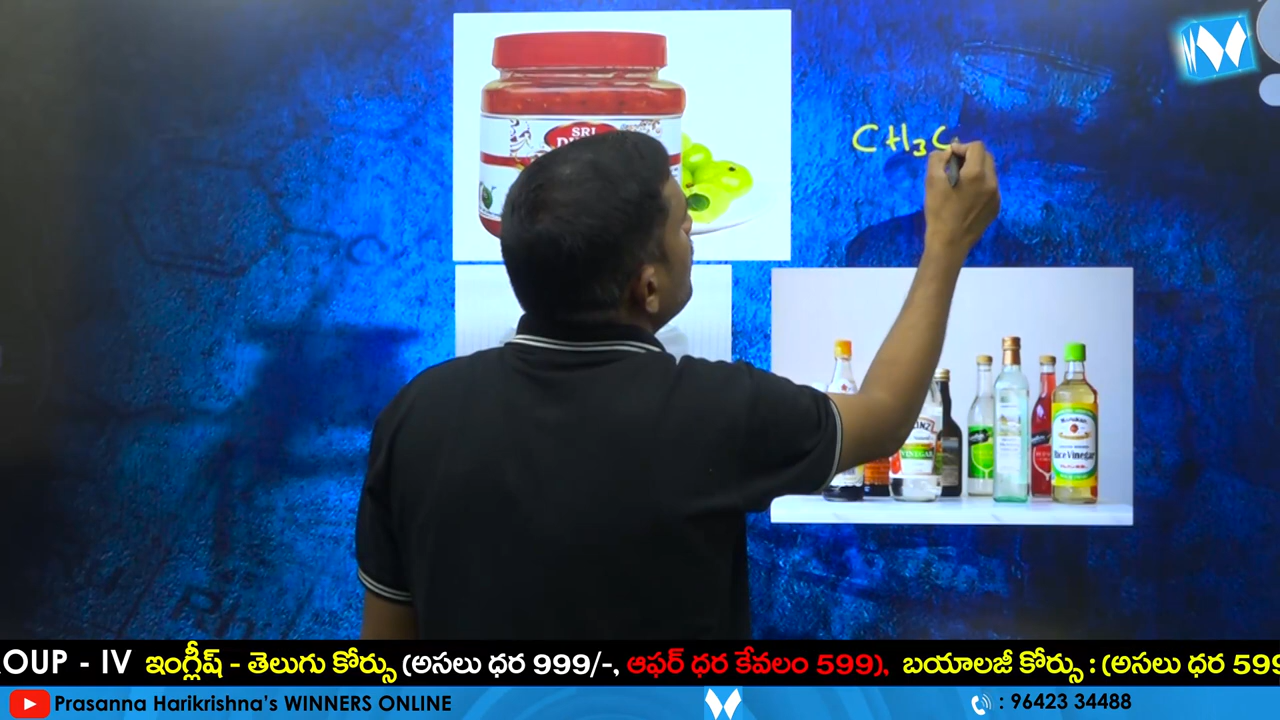 SRI
CH3C
HEINZ
VINEGAR
Rice Vinegar
OUP - IV ఇంగ్లీష్ - తెలుగు కోర్సు (అసలు ధర 999/-, ఆఫర్ ధర కేవలం 599), బయాలజీ కోర్సు : (అసలు ధర 599
Prasanna Harikrishna's WINNERS ONLINE
W
: 96423 34488